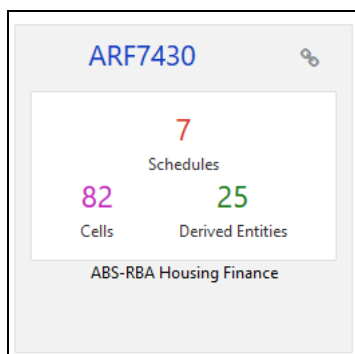 ARF7430
7
Schedules
82 25
Cells Derived Entities
ABS-RBA Housing Finance